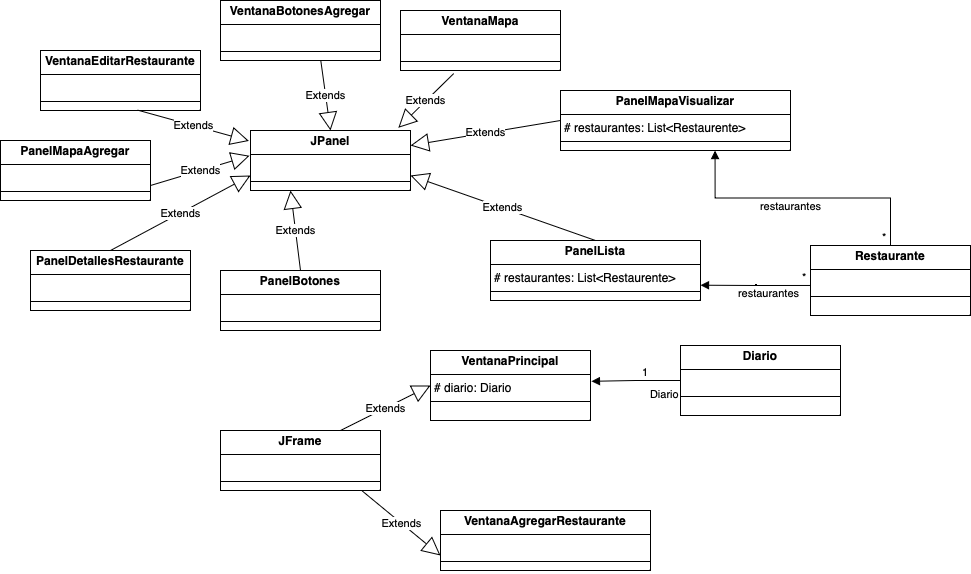 VentanaBotonesAgregar
VentanaMapa
VentanaEditarRestaurante
Extends
Extends
PanelMapaVisualizar
# restaurantes: List<Restaurente>
Extends
Extends
JPanel
PanelMapaAgregar
Extends
Extends
Extends
restaurantes
*
Extends
PanelLista
# restaurantes: List<Restaurente>
Restaurante
PanelDetallesRestaurante
PanelBotones
*
restaurantes
VentanaPrincipal
# diario: Diario
Diario
1
Diario
Extends
JFrame
Extends
VentanaAgregarRestaurante